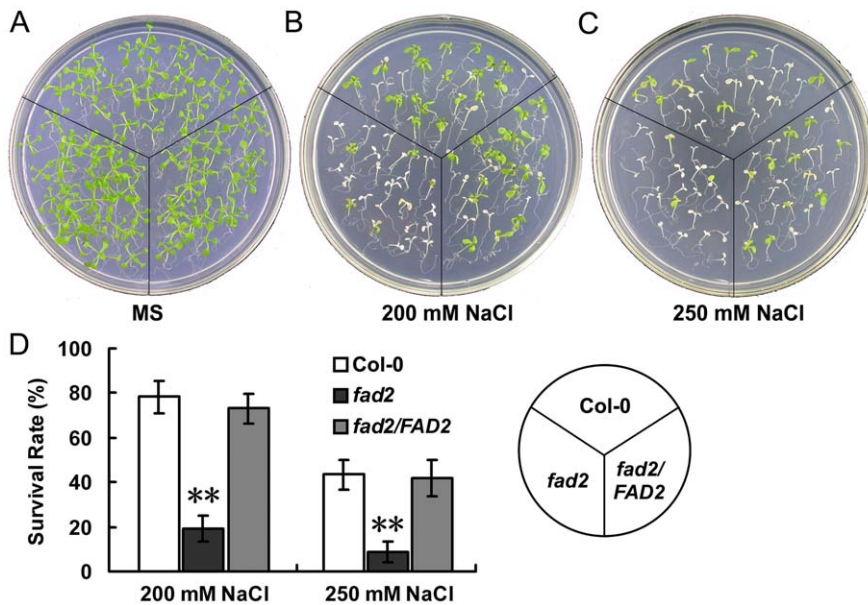 A
B
C
MS
200 mM NaCl
250 mM NaCl
D
Survival Rate (%)
100
80
60
40
20
0
Col-0
fad2
fad2/FAD2
**
**
200 mM NaCl
250 mM NaCl
Col-0
fad2
fad2/
FAD2